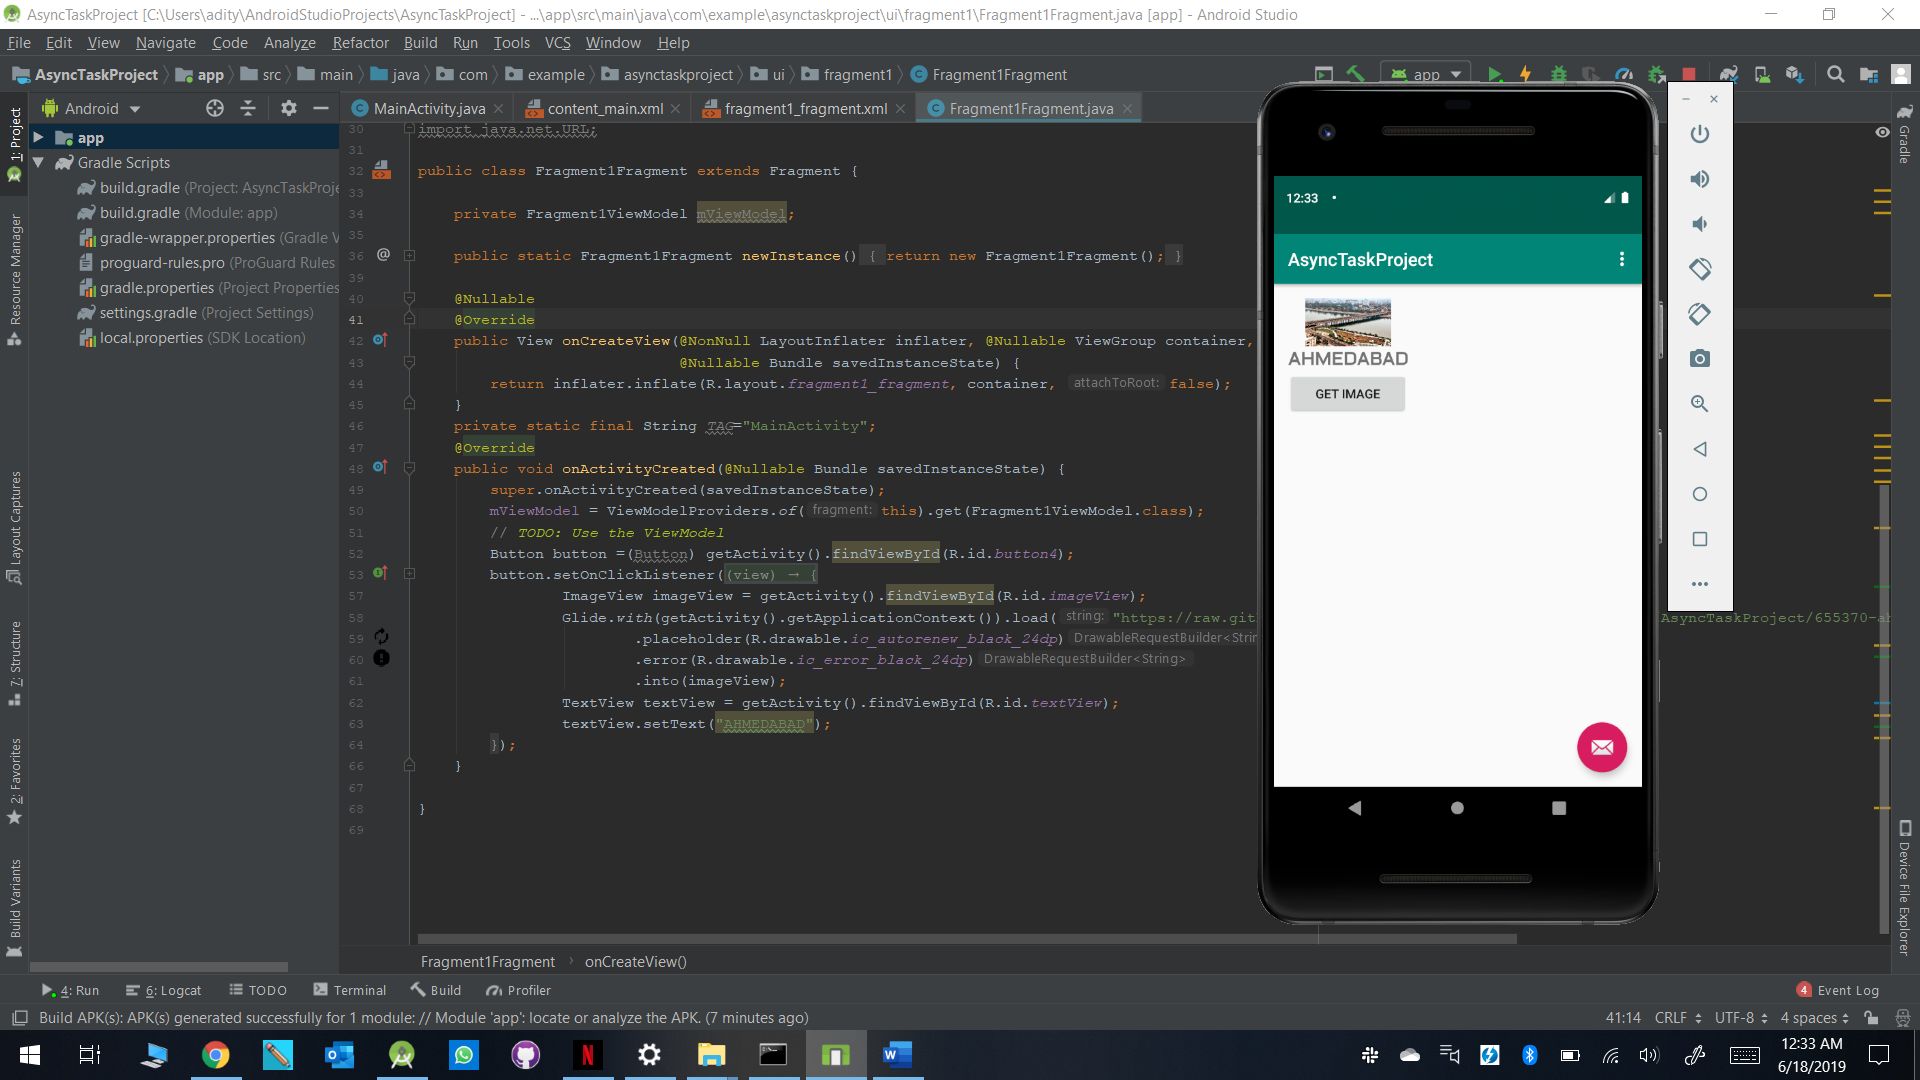 AsyncTaskProject [C:\Users\adity\AndroidStudioProjects\AsyncTaskProject] - ...\app\src\main\java\com\example\asynctaskproject\ui\fragment1\Fragment1Fragment.java [app] - Android Studio
File Edit View Navigate Code Analyze Refactor Build Run Tools VCS Window Help
AsyncTaskProject app src main java com example asynctaskproject ui fragment1 Fragment1Fragment
app
Android
MainActivity.java content_main.xml fragment1_fragment.xml Fragment1Fragment.java
1: Project
Resource Manager
Layout Captures
7: Structure
2: Favorites
Build Variants
app
Gradle Scripts
build.gradle (Project: AsyncTaskProje
build.gradle (Module: app)
gradle-wrapper.properties (Gradle V
proguard-rules.pro (ProGuard Rules
gradle.properties (Project Properties
settings.gradle (Project Settings)
local.properties (SDK Location)
30 import java.net.URL;
31
32 public class Fragment1Fragment extends Fragment {
33
34 private Fragment1ViewModel mViewModel;
35
36 public static Fragment1Fragment newInstance() { return new Fragment1Fragment(); }
39
40 @Nullable
41 @Override
42 public View onCreateView(@NonNull LayoutInflater inflater, @Nullable ViewGroup container,
43 @Nullable Bundle savedInstanceState) {
44 return inflater.inflate(R.layout.fragment1_fragment, container, attachToRoot: false);
45 }
46 private static final String TAG="MainActivity";
47 @Override
48 public void onActivityCreated(@Nullable Bundle savedInstanceState) {
49 super.onActivityCreated(savedInstanceState);
50 mViewModel = ViewModelProviders.of( fragment: this).get(Fragment1ViewModel.class);
51 // TODO: Use the ViewModel
52 Button button =(Button) getActivity().findViewById(R.id.button4);
53 button.setOnClickListener((view) → {
57 ImageView imageView = getActivity().findViewById(R.id.imageView);
58 Glide.with(getActivity().getApplicationContext()).load( string: "https://raw.git AsyncTaskProject/655370-a
59 .placeholder(R.drawable.ic_autorenew_black_24dp) DrawableRequestBuilder<Strin
60 .error(R.drawable.ic_error_black_24dp) DrawableRequestBuilder<String>
61 .into(imageView);
62 TextView textView = getActivity().findViewById(R.id.textView);
63 textView.setText("AHMEDABAD");
64 });
66 }
67
68 }
69
12:33
AsyncTaskProject
AHMEDABAD
GET IMAGE
Gradle
Device File Explorer
Fragment1Fragment onCreateView()
4: Run 6: Logcat TODO Terminal Build Profiler 4 Event Log
Build APK(s): APK(s) generated successfully for 1 module: // Module 'app': locate or analyze the APK. (7 minutes ago) 41:14 CRLF UTF-8 4 spaces
12:33 AM
6/18/2019